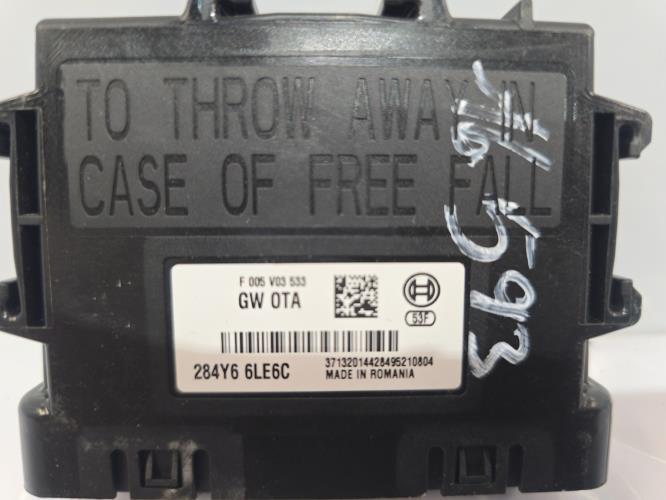 TO THROW AWAY IN
CASE OF FREE FALL
F 005 V03 533
GW OTA
53F
284Y6 6LE6C
37132014428495210804
MADE IN ROMANIA
593